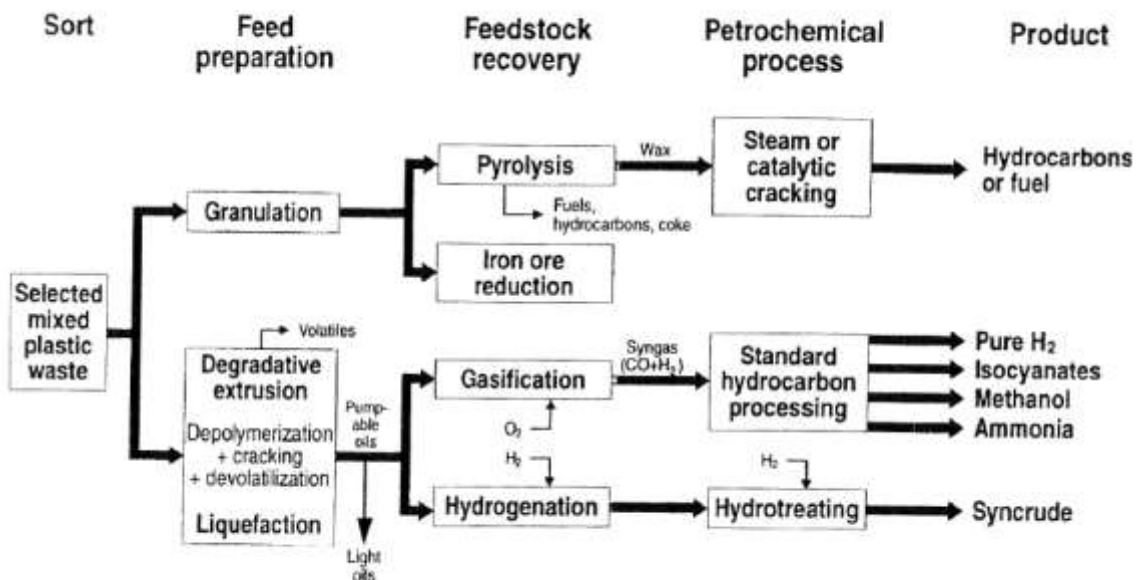 Sort
Feed
preparation
Feedstock
recovery
Petrochemical
process
Product
Selected
mixed
plastic
waste
Granulation
Pyrolysis
Wax
Fuels,
hydrocarbons, coke
Steam or
catalytic
cracking
Hydrocarbons
or fuel
Iron ore
reduction
Volatiles
Degradative
extrusion
Depolymerization
+ cracking
+ devolatilization
Liquefaction
Pump-
able
oils
Light
oils
Gasification
O₂
Syngas
(CO+H₂)
Standard
hydrocarbon
processing
Pure H₂
Isocyanates
Methanol
Ammonia
H₂
Hydrogenation
H₂
Hydrotreating
Syncrude